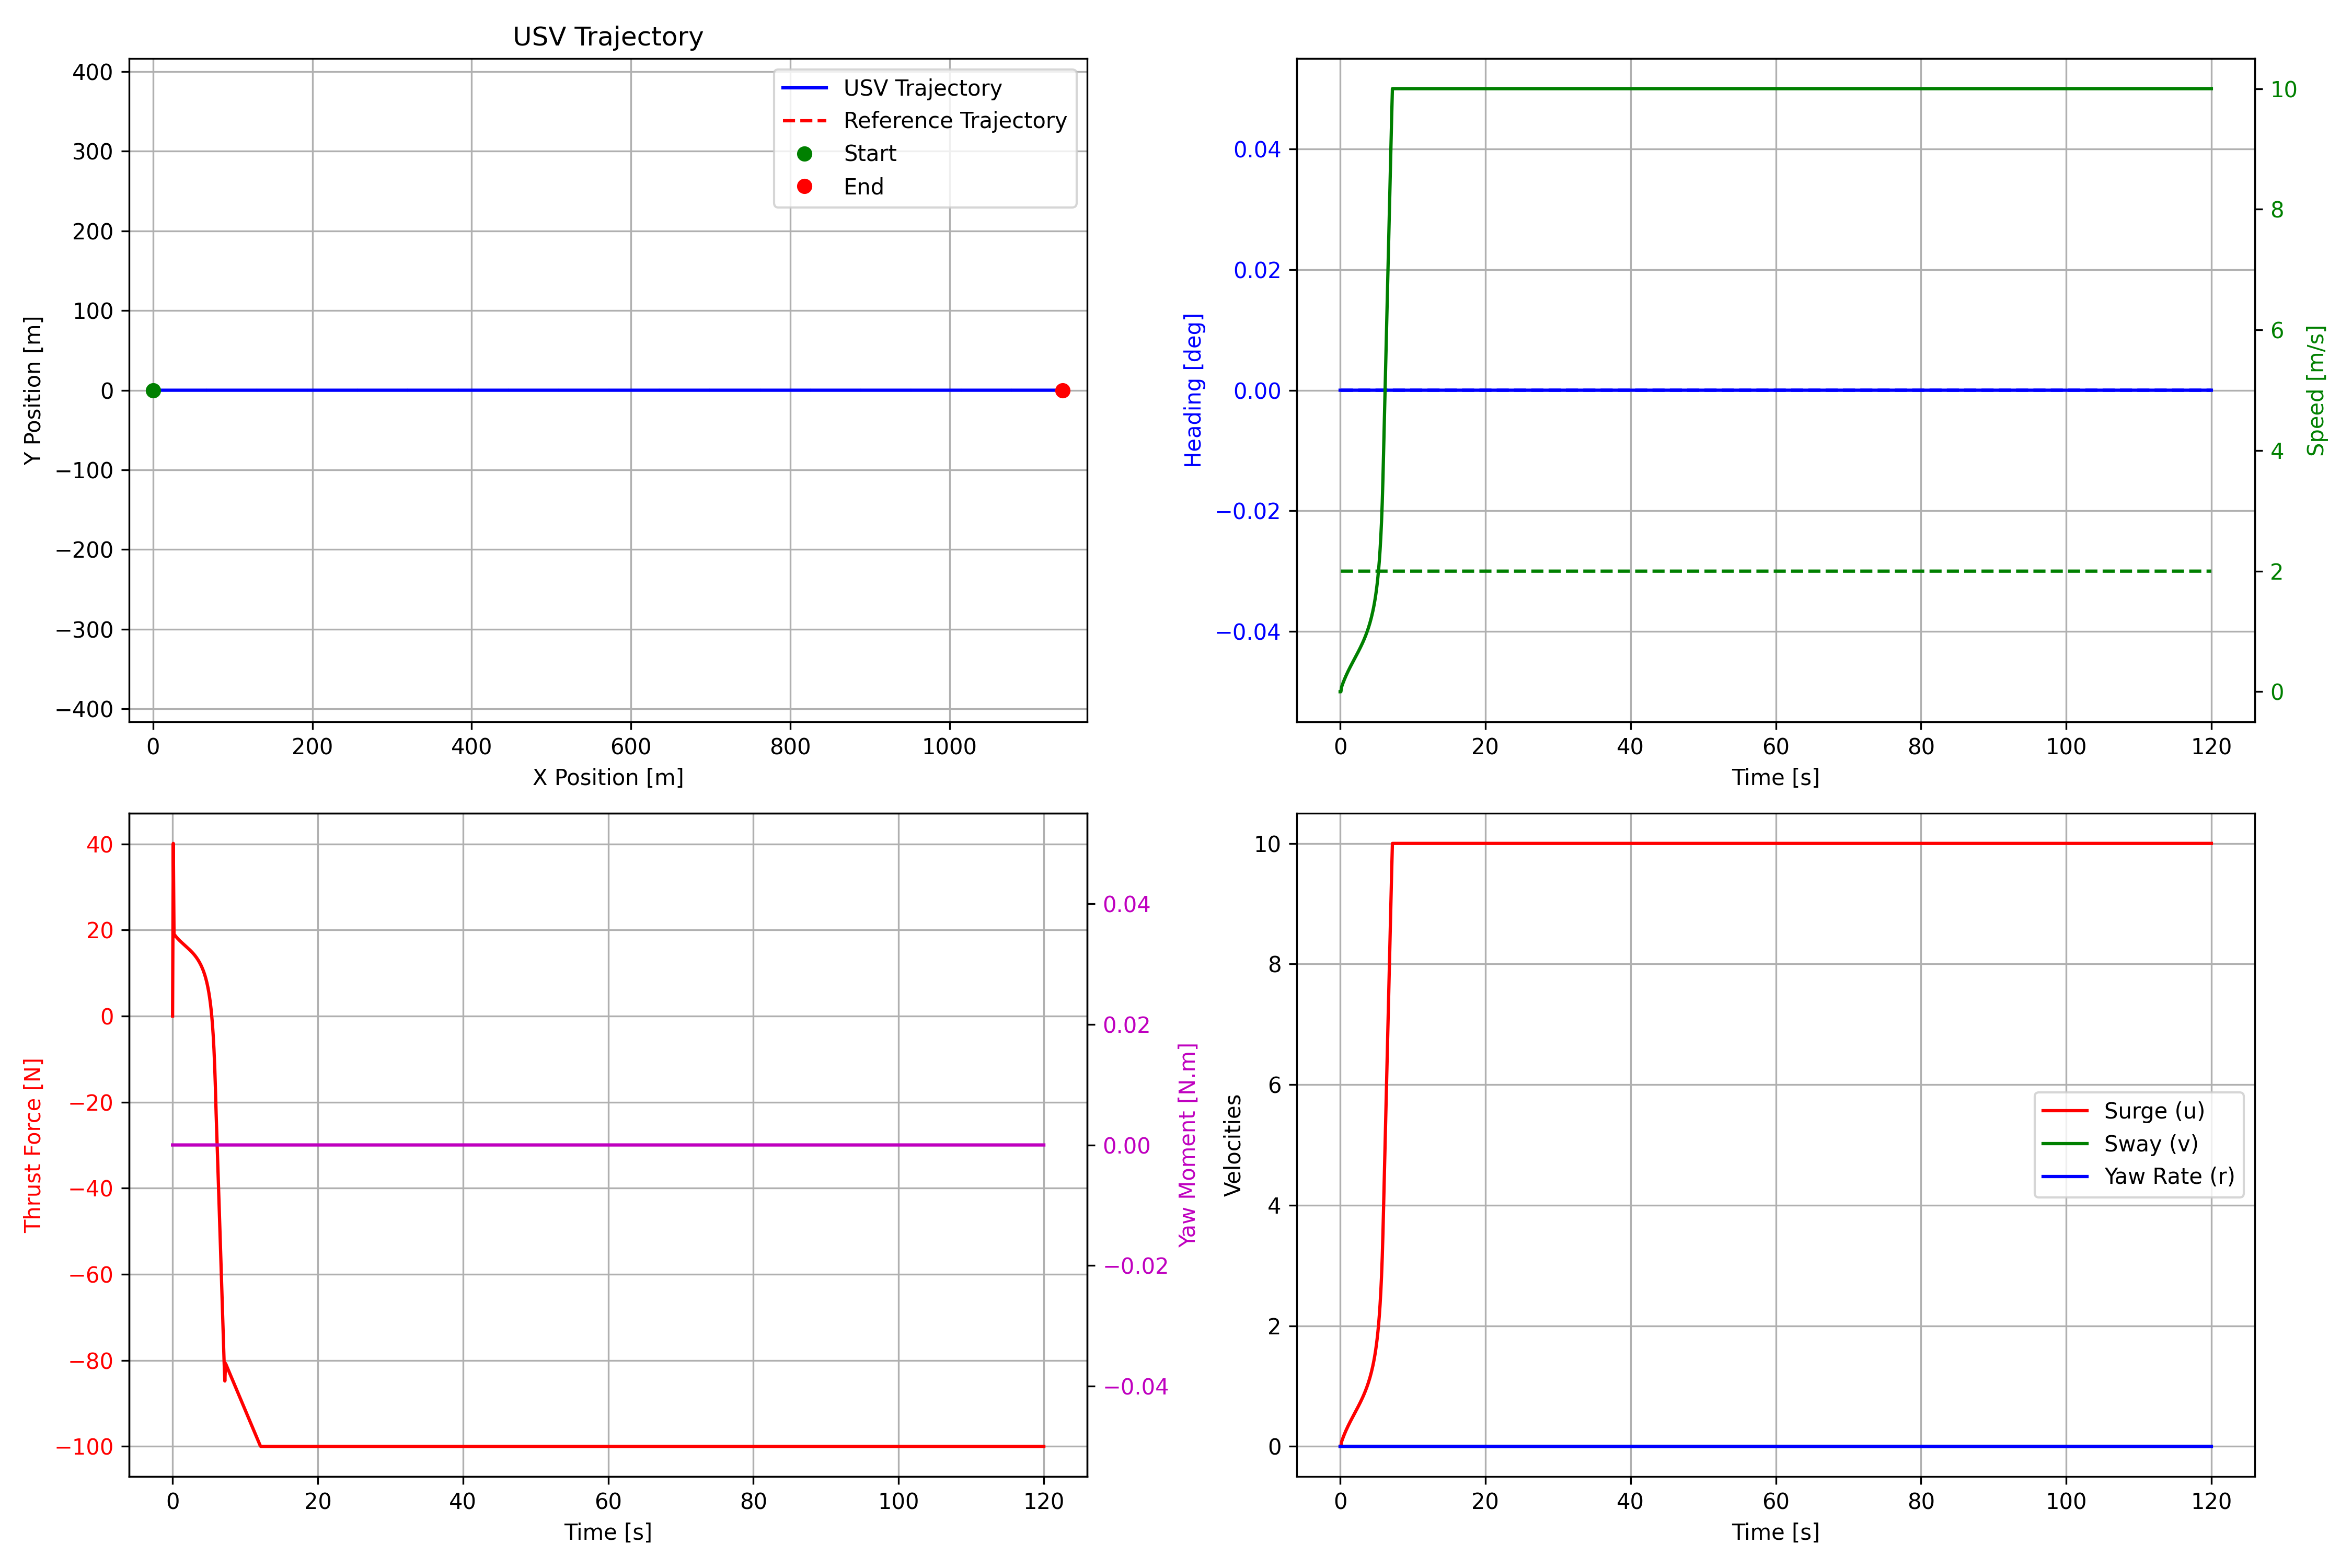 USV Trajectory
400
300
200
100
0
−100
−200
−300
−400
Y Position [m]
USV Trajectory
Reference Trajectory
Start
End
0 200 400 600 800 1000
X Position [m]
0.04
0.02
0.00
−0.02
−0.04
Heading [deg]
10
8
6
4
2
0
Speed [m/s]
0 20 40 60 80 100 120
Time [s]
40
20
0
−20
−40
−60
−80
−100
Thrust Force [N]
0.04
0.02
0.00
−0.02
−0.04
Yaw Moment [N.m]
0 20 40 60 80 100 120
Time [s]
10
8
6
4
2
0
Velocities
Surge (u)
Sway (v)
Yaw Rate (r)
0 20 40 60 80 100 120
Time [s]